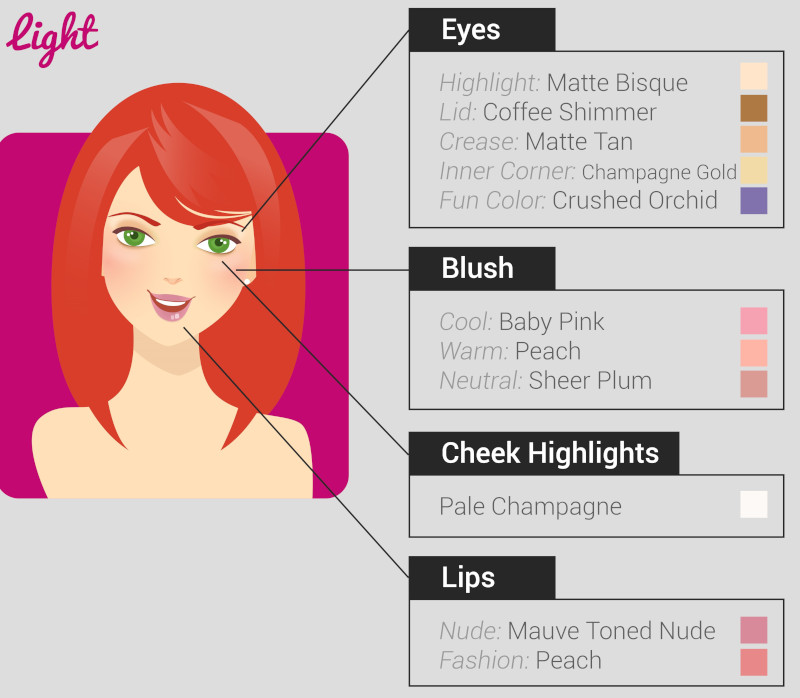 Light
Eyes
Highlight: Matte Bisque
Lid: Coffee Shimmer
Crease: Matte Tan
Inner Corner: Champagne Gold
Fun Color: Crushed Orchid
Blush
Cool: Baby Pink
Warm: Peach
Neutral: Sheer Plum
Cheek Highlights
Pale Champagne
Lips
Nude: Mauve Toned Nude
Fashion: Peach